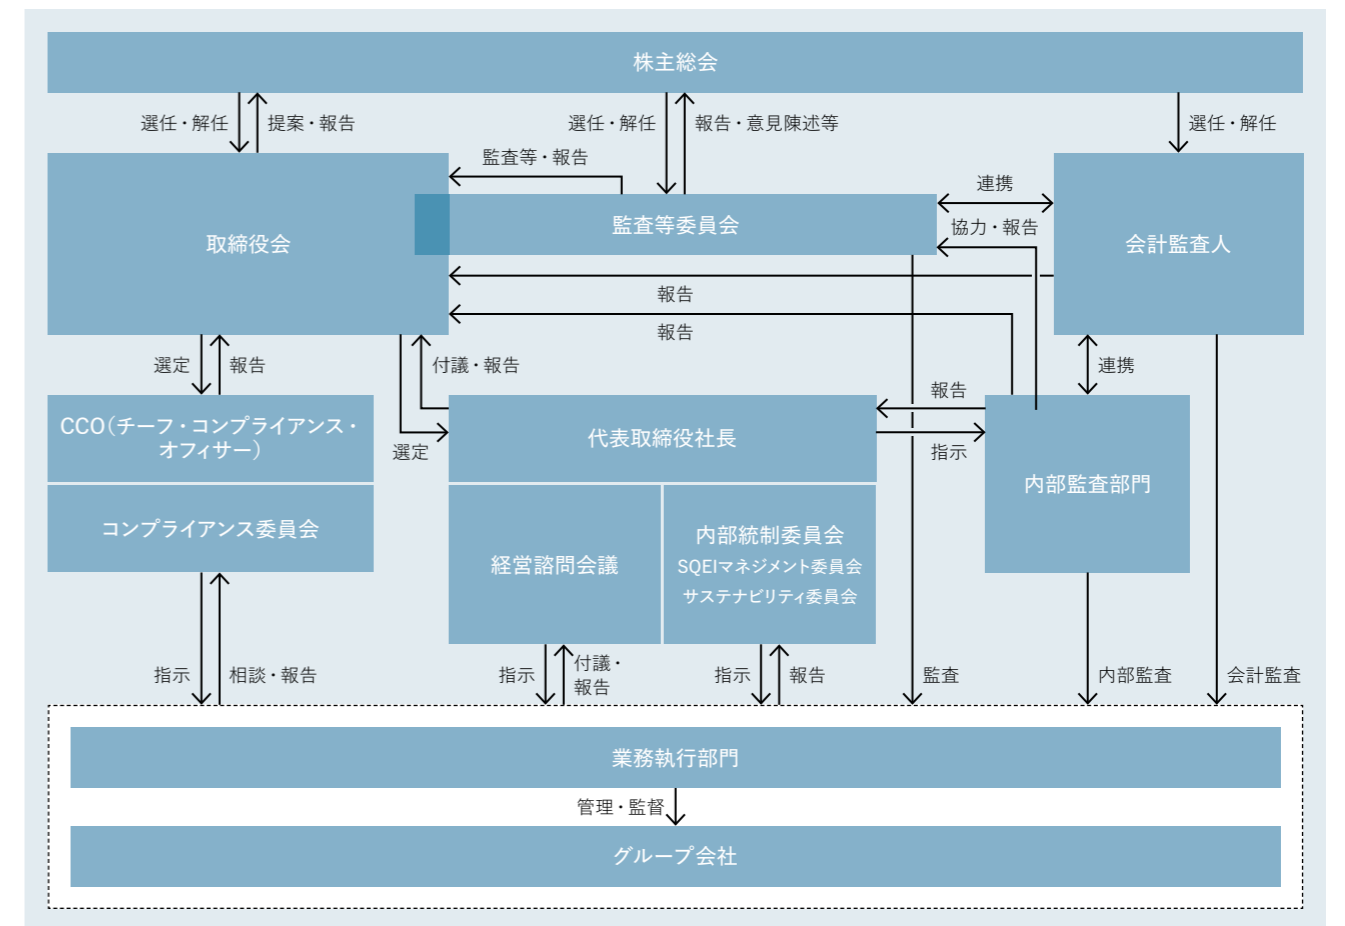 株主総会
選任・解任
提案・報告
選任・解任
報告・意見陳述等
選任・解任
監査等・報告
取締役会
監査等委員会
連携
協力・報告
会計監査人
報告
報告
選定
報告
付議・報告
連携
選定
CCO（チーフ・コンプライアンス・
オフィサー）
コンプライアンス委員会
代表取締役社長
報告
指示
内部監査部門
経営諮問会議
内部統制委員会
SQEIマネジメント委員会
サステナビリティ委員会
指示
相談・報告
指示
付議・
報告
指示
報告
監査
内部監査
会計監査
業務執行部門
管理・監督
グループ会社